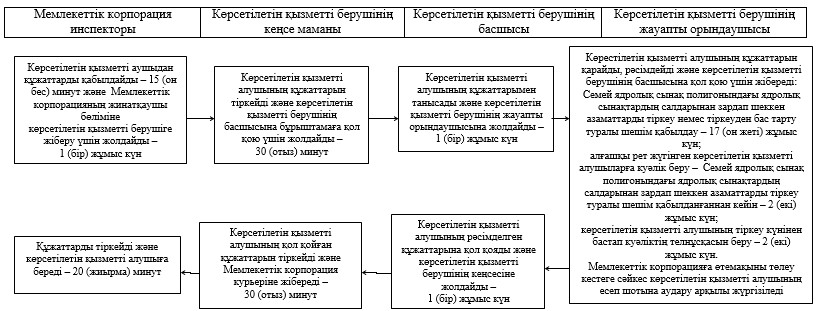 Мемлекеттік корпорация
инспекторы
Көрсетілетін қызметті берушінің
кеңсе маманы
Көрсетілетін қызметті берушінің
басшысы
Көрсетілетін қызметті берушінің
жауапты орындаушысы
Көрсетілетін қызметті аушыдан
құжаттарды қабылдайды – 15 (он
бес) минут және Мемлекеттік
корпорацияның жинақтаушы
бөліміне
көрсетілетін қызметті берушіге
жіберу үшін жолдайды –
1 (бір) жұмыс күн
Көрсетілетін қызметті
алушының құжаттарын
тіркейді және көрсетілетін
қызметті берушінің
басшысына бұрыштамаға қол
қою үшін жолдайды –
30 (отыз) минут
Көрсетілетін қызметті
алушының құжаттарымен
танысады және көрсетілетін
қызметті берушінің жауапты
орындаушысына жолдайды –
1 (бір) жұмыс күн
Көрестілетін қызметті алушының құжаттарын
қарайды, рәсімдейді және көрсетілетін қызметті
берушінің басшысына қол қою үшін жібереді:
Семей ядролық сынақ полигонындағы ядролық
сынақтардың салдарынан зардап шеккен
азаматтарды тіркеу немес тіркеуден бас тарту
туралы шешім қабылдау – 17 (он жеті) жұмыс
күн;
алғашқы рет жүгінген көрсетілетін қызметті
алушыларға куәлік беру – Семей ядролық сынақ
полигонындағы ядролық сынақтардың
салдарынан зардап шеккен азаматтарды тіркеу
туралы шешім қабылданғаннан кейін – 2 (екі)
жұмыс күн;
көрсетілетін қызметті алушының тіркеу күнінен
бастап куәліктің телнұсқасын беру – 2 (екі)
жұмыс күн.
Мемлекеттік корпорацияға өтемақыны төлеу
кестеге сәйкес көрсетілетін қызметті алушының
есеп шотына аудару арқылы жүргізіледі
Құжаттарды тіркейді және
көрсетілетін қызметті алушыға
береді – 20 (жиырма) минут
Көрсетілетін қызметті
алушының қол қойған
құжаттарын тіркейді және
Мемлекеттік корпорация
курьеріне жібереді –
30 (отыз) минут
Көрсетілетін қызметті
алушының рәсімделген
құжаттарына қол қояды және
көрсетілетін қызметті
берушінің кеңсесіне
жолдайды –
1 (бір) жұмыс күн